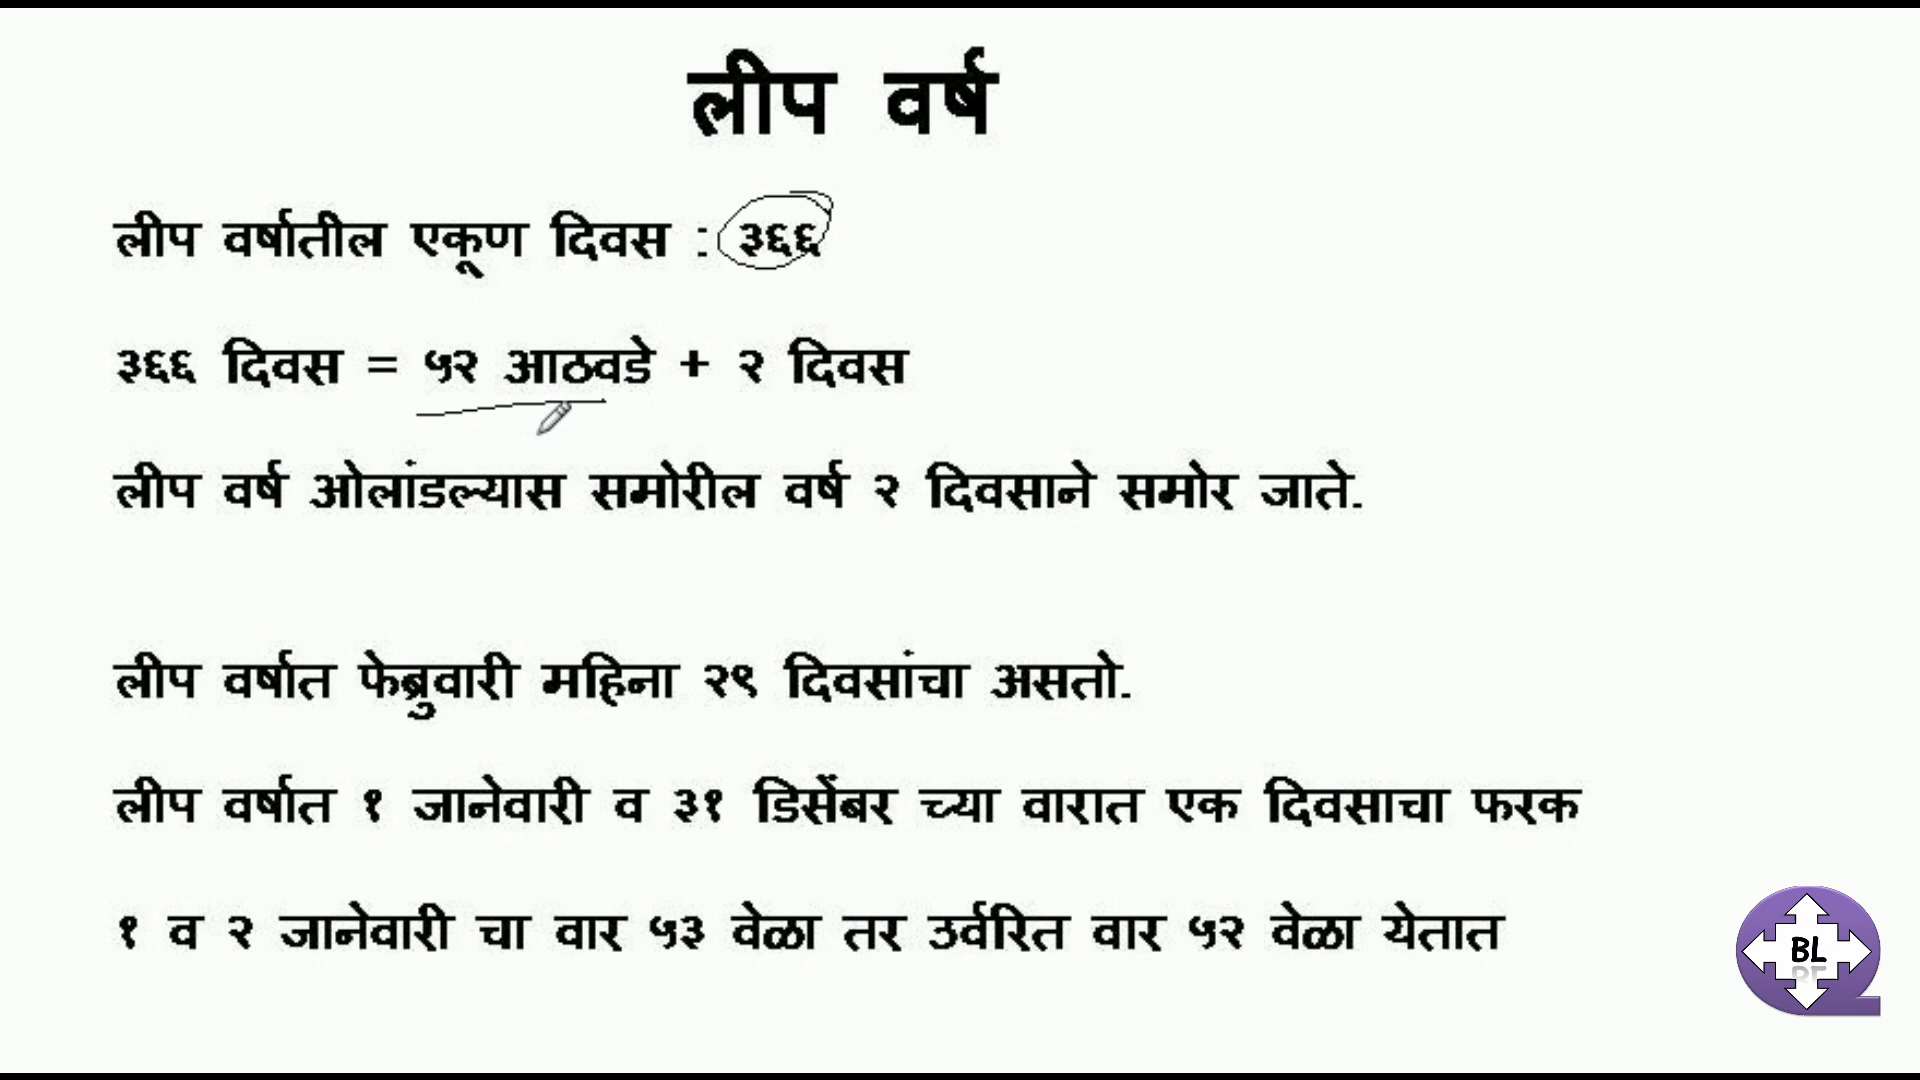 लीप वर्ष
लीप वर्षातील एकूण दिवस : ३६६
३६६ दिवस = ५२ आठवडे + २ दिवस
लीप वर्ष ओलांडल्यास समोरील वर्ष २ दिवसाने समोर जाते.
लीप वर्षात फेब्रुवारी महिना २९ दिवसांचा असतो.
लीप वर्षात १ जानेवारी व ३१ डिसेंबर च्या वारात एक दिवसाचा फरक
१ व २ जानेवारी चा वार ५३ वेळा तर उर्वरित वार ५२ वेळा येतात
BL